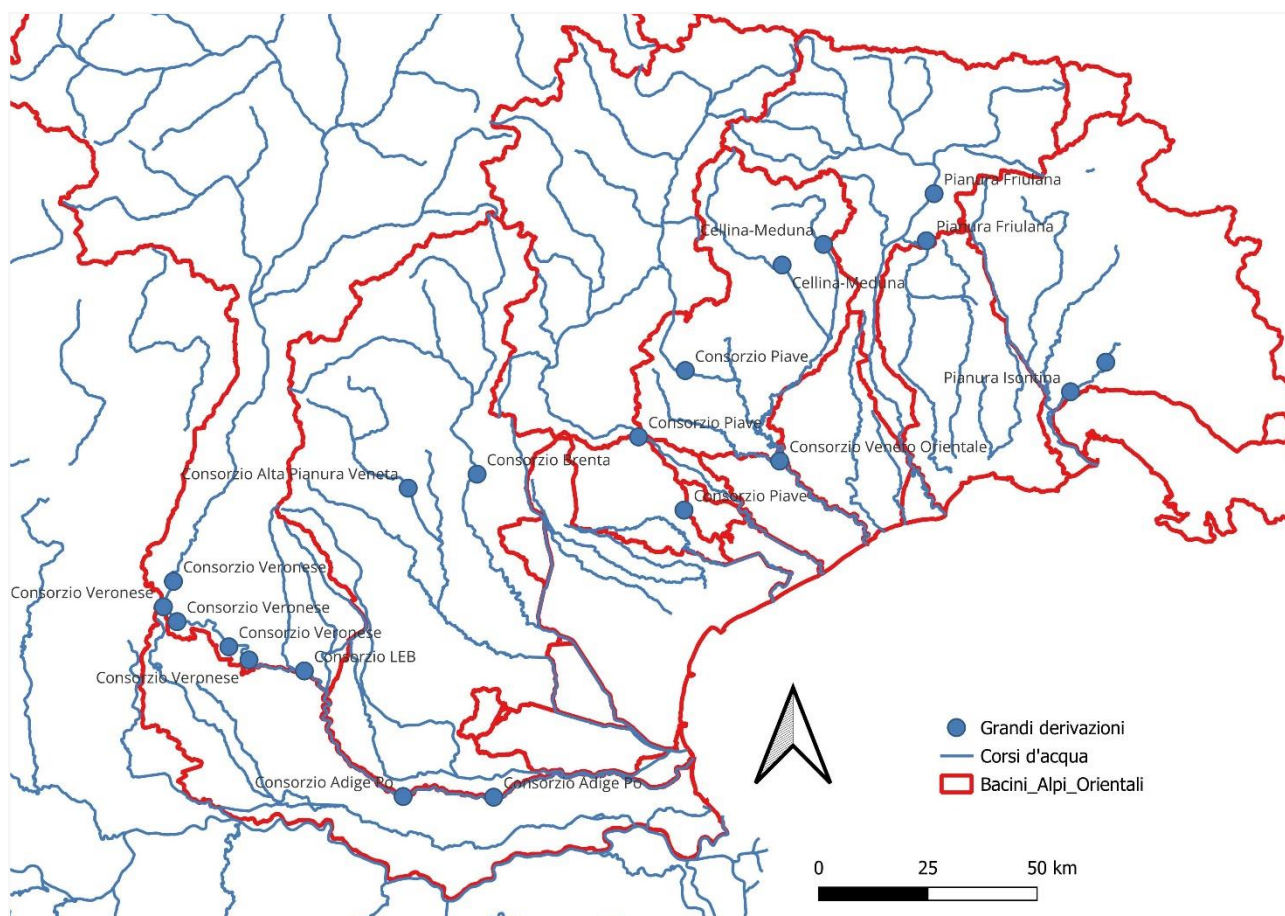 Pianura Friulana
Pianura Friulana
Cellina-Meduna
Cellina-Meduna
Consorzio Piave
Pianura Isontina
Consorzio Piave
Consorzio Veneto Orientale
Consorzio Brenta
Consorzio Alta Pianura Veneta
Consorzio Piave
Consorzio Veronese
Consorzio Veronese
Consorzio Veronese
Consorzio Veronese
Consorzio LEB
Consorzio Veronese
Consorzio Adige Po
Consorzio Adige Po
Grandi derivazioni
Corsi d'acqua
Bacini_Alpi_Orientali
0 25 50 km